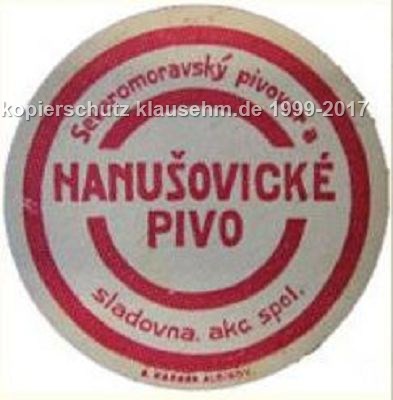 Severomoravský pivovar a
kopierschutz klausehm.de 1999-2017
HANUŠOVICKÉ
PIVO
sladovna, akc. spol.